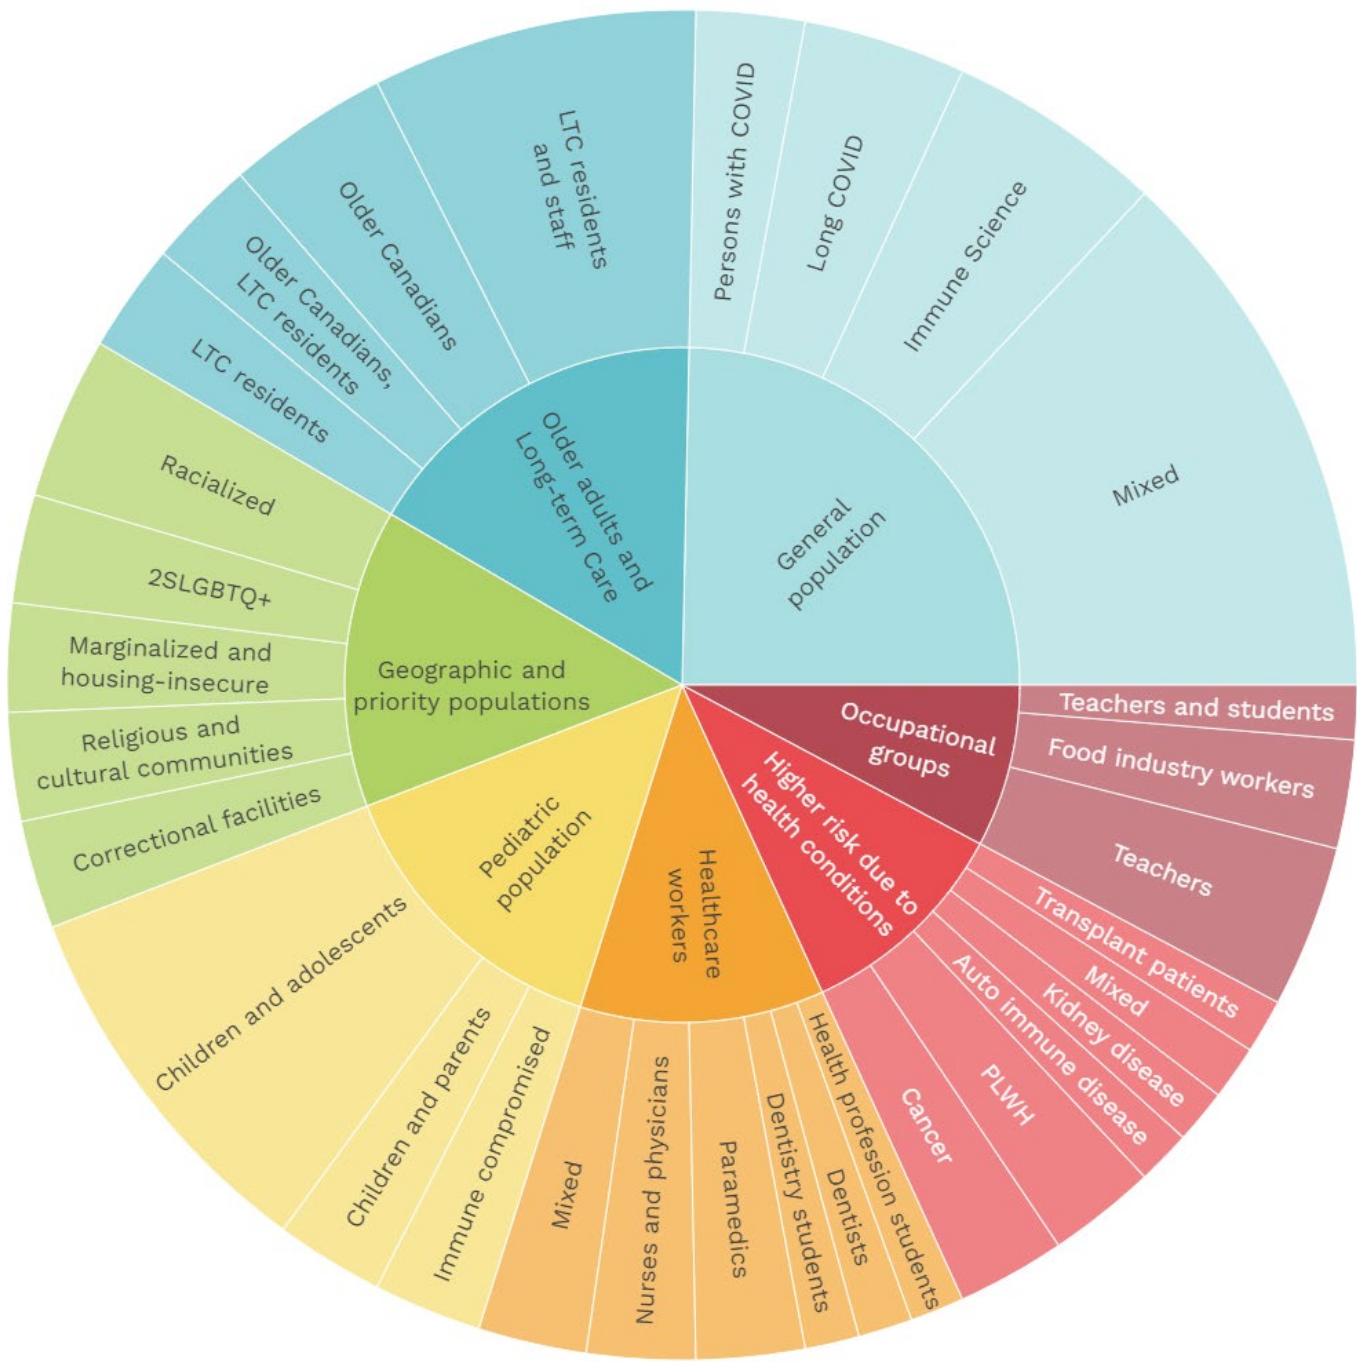 General
population
Persons with COVID
Long COVID
Immune Science
Mixed
Occupational
groups
Teachers and students
Food industry workers
Teachers
Higher risk due to
health conditions
Transplant patients
Mixed
Kidney disease
Auto immune disease
PLWH
Cancer
Healthcare
workers
Health profession students
Dentists
Dentistry students
Paramedics
Nurses and physicians
Mixed
Pediatric
population
Immune compromised
Children and parents
Children and adolescents
Geographic and
priority populations
Correctional facilities
Religious and
cultural communities
Marginalized and
housing-insecure
2SLGBTQ+
Racialized
Older adults and
Long-term Care
LTC residents
Older Canadians,
LTC residents
Older Canadians
LTC residents
and staff